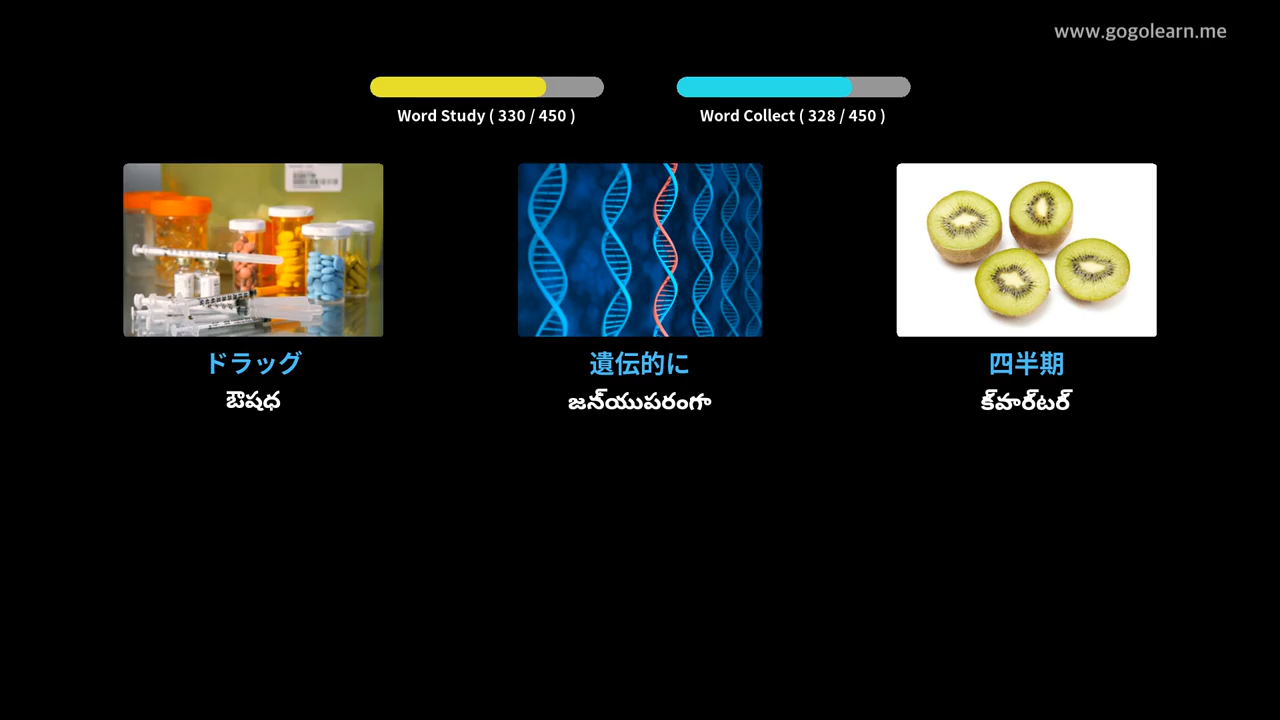 www.gogolearn.me
Word Study ( 330 / 450 )
Word Collect ( 328 / 450 )
ドラッグ
遺伝的に
四半期
ఔషధ
జన్‌యుపరంగా
క్‌వార్‌టర్